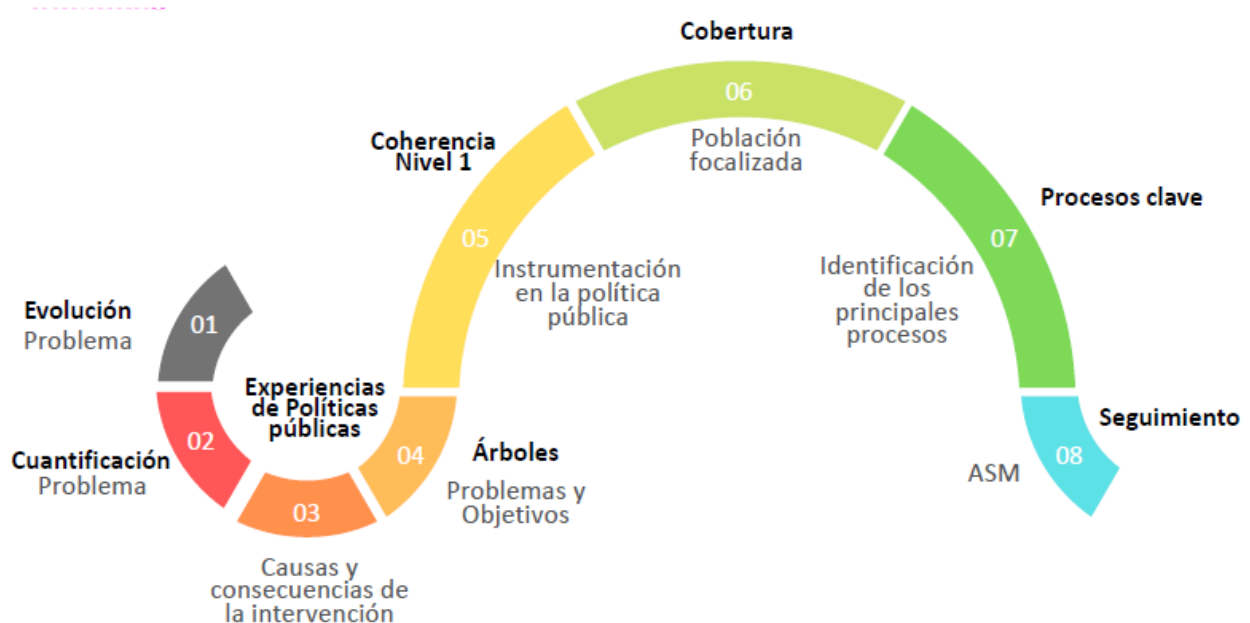 01
Evolución
Problema
02
Cuantificación
Problema
Experiencias
de Políticas
públicas
03
Causas y
consecuencias de
la intervención
04
Árboles
Problemas y
Objetivos
Coherencia
Nivel 1
05
Instrumentación
en la política
pública
Cobertura
06
Población
focalizada
Procesos clave
07
Identificación
de los
principales
procesos
Seguimiento
08
ASM